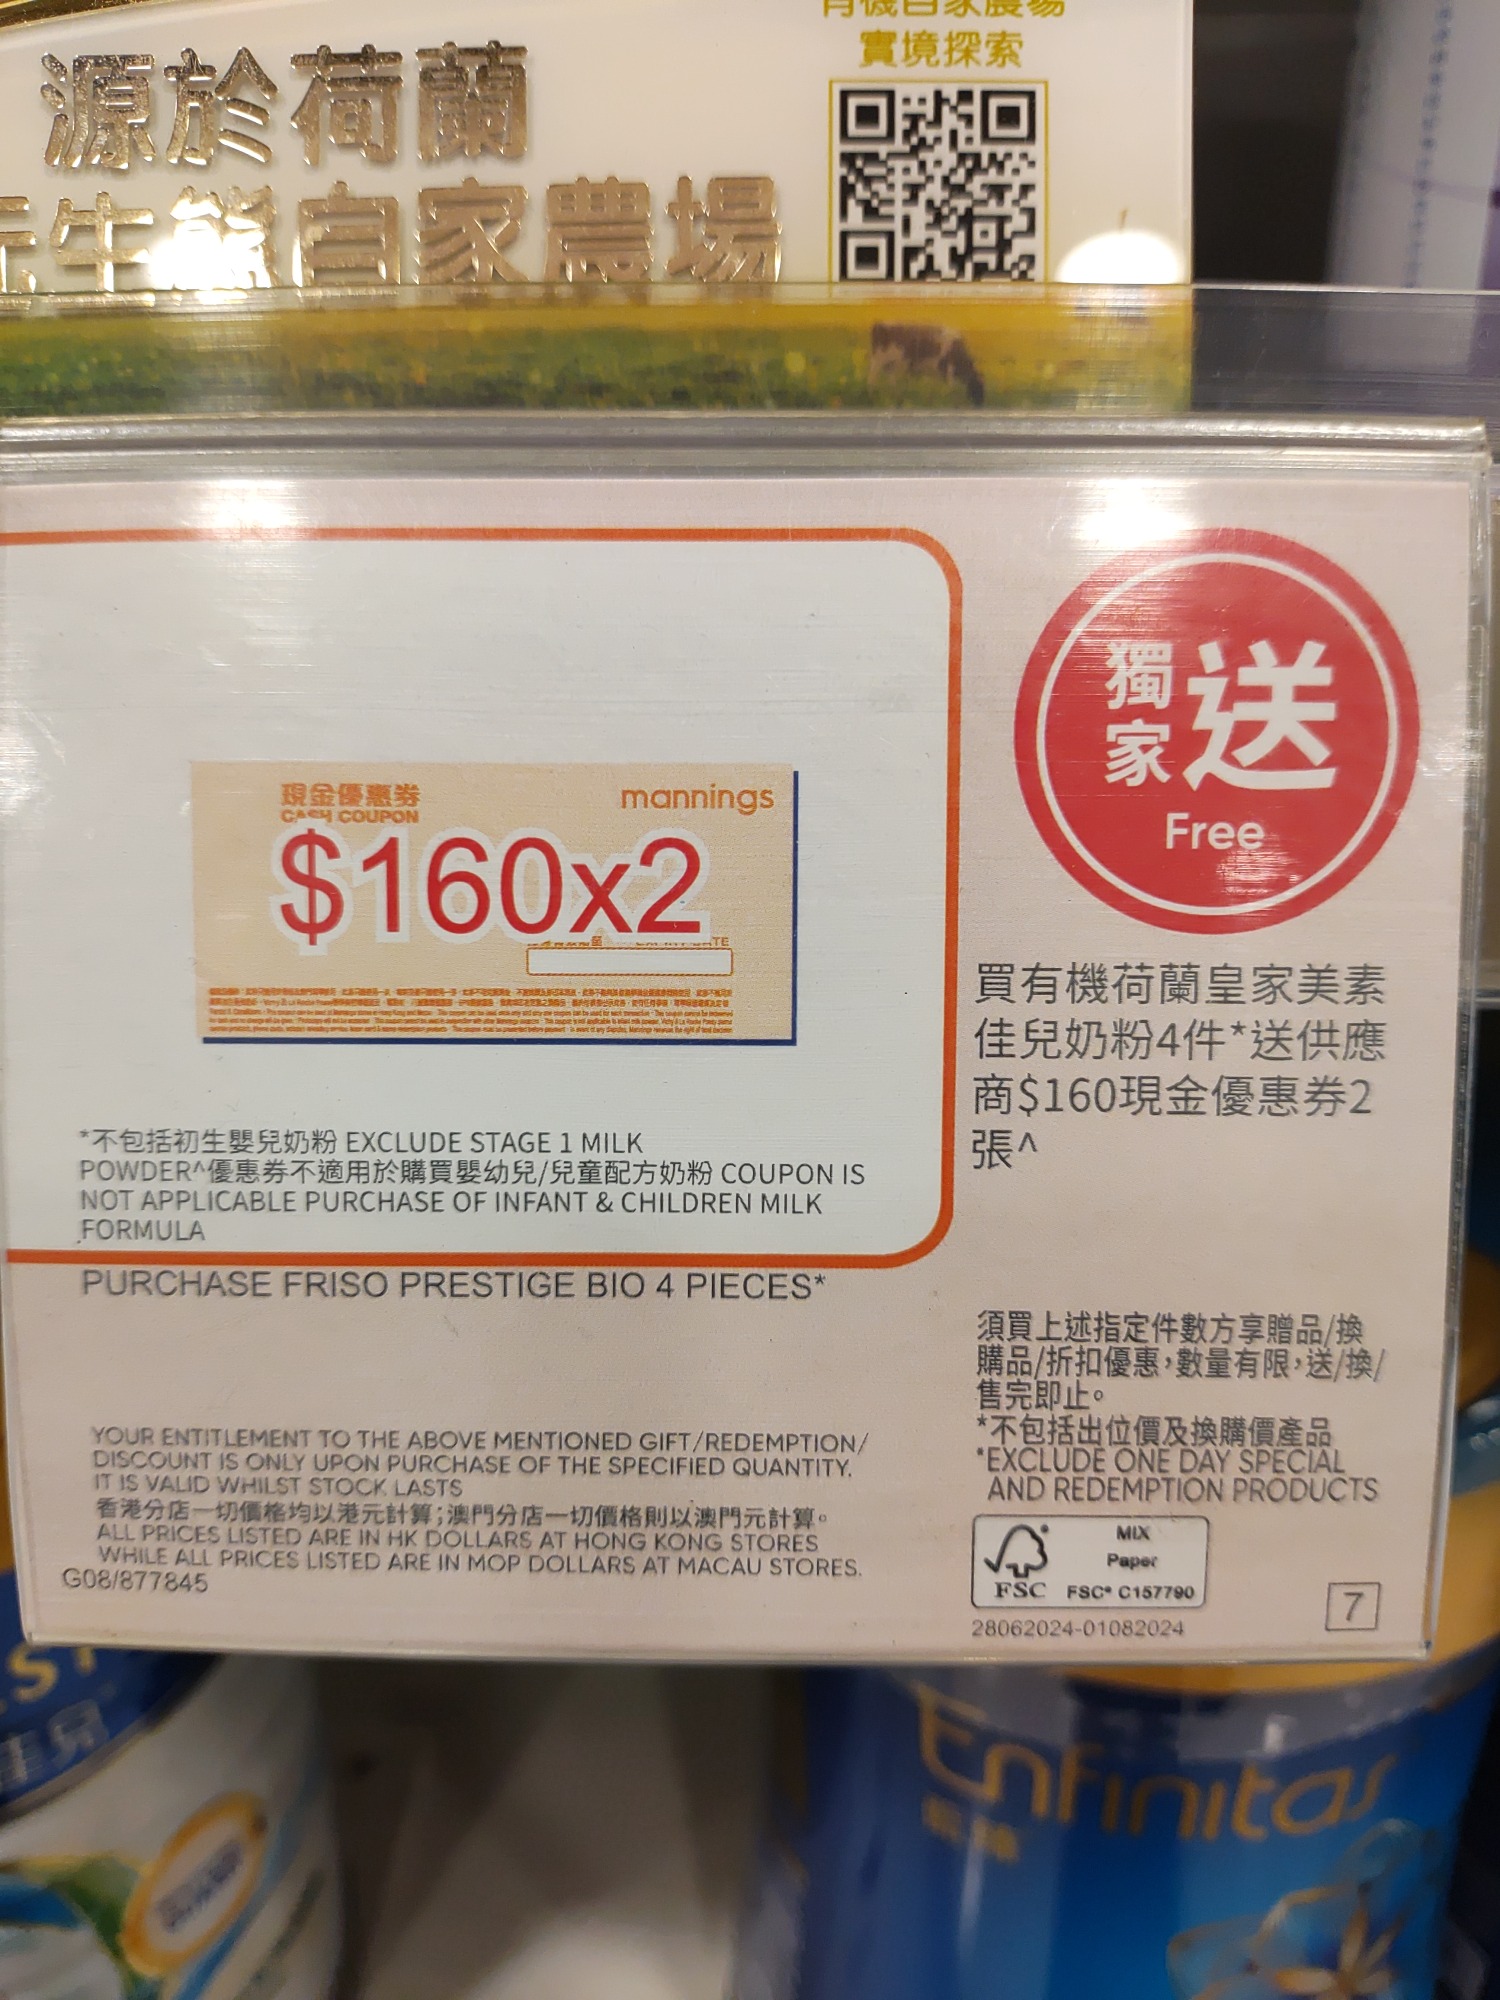 實境探索
源於荷蘭
牛熊自家農場
獨家送
Free
現金優惠券
CASH COUPON
mannings
$160x2
買有機荷蘭皇家美素
佳兒奶粉4件*送供應
商$160現金優惠券2
張^
*不包括初生嬰兒奶粉 EXCLUDE STAGE 1 MILK
POWDER^優惠券不適用於購買嬰幼兒/兒童配方奶粉 COUPON IS
NOT APPLICABLE PURCHASE OF INFANT & CHILDREN MILK
FORMULA
PURCHASE FRISO PRESTIGE BIO 4 PIECES*
須買上述指定件數方享贈品/換
購品/折扣優惠,數量有限,送/換/
售完即止。
*不包括出位價及換購價產品
*EXCLUDE ONE DAY SPECIAL
AND REDEMPTION PRODUCTS
YOUR ENTITLEMENT TO THE ABOVE MENTIONED GIFT/REDEMPTION/
DISCOUNT IS ONLY UPON PURCHASE OF THE SPECIFIED QUANTITY.
IT IS VALID WHILST STOCK LASTS
香港分店一切價格均以港元計算;澳門分店一切價格則以澳門元計算。
ALL PRICES LISTED ARE IN HK DOLLARS AT HONG KONG STORES
WHILE ALL PRICES LISTED ARE IN MOP DOLLARS AT MACAU STORES.
G08/877845
MIX
Paper
FSC FSC® C157790
28062024-01082024
7
Enfinitas